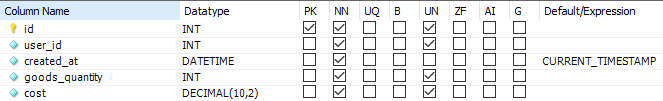 Column Name Datatype PK NN UQ B UN ZF AI G Default/Expression
id INT
user_id INT
created_at DATETIME CURRENT_TIMESTAMP
goods_quantity INT
cost DECIMAL(10,2)